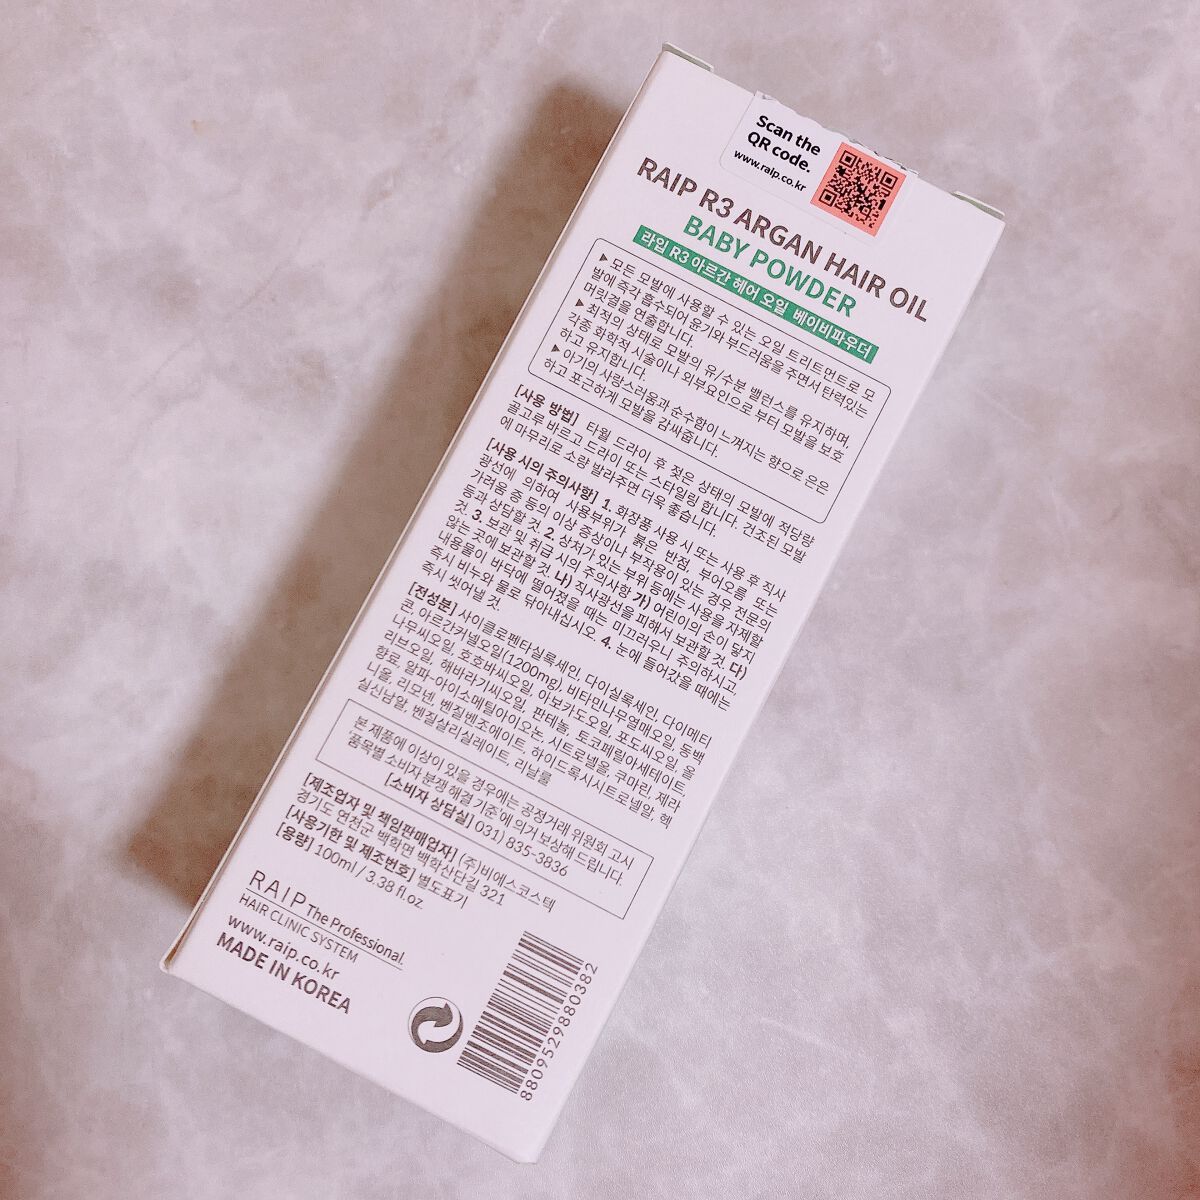 Scan the
QR code.
www.raip.co.kr
RAIP R3 ARGAN HAIR OIL
BABY POWDER
라입 R3 아르간 헤어 오일 베이비파우더
▶ 모든 모발에 사용할 수 있는 오일 트리트먼트로 모
발에 즉각 흡수되어 윤기와 부드러움을 주면서 탄력있는
머릿결을 연출합니다.
▶ 최적의 상태로 모발의 유/수분 밸런스를 유지하며,
각종 화학적 시술이나 외부요인으로 부터 모발을 보호
하고 유지합니다.
▶ 아기의 사랑스러움과 순수함이 느껴지는 향으로 은은
하고 포근하게 모발을 감싸줍니다.
[사용 방법] 타월 드라이 후 젖은 상태의 모발에 적당량
골고루 바르고 드라이 또는 스타일링 합니다. 건조된 모발
에 마무리로 소량 발라주면 더욱 좋습니다.
[사용 시의 주의사항] 1. 화장품 사용 시 또는 사용 후 직사
광선에 의하여 사용부위가 붉은 반점, 부어오름 또는
가려움 증 등의 이상 증상이나 부작용이 있는 경우 전문의
등과 상담할 것 2. 상처가 있는 부위 등에는 사용을 자제할
것. 3. 보관 및 취급 시의 주의사항 가) 어린이의 손이 닿지
않는 곳에 보관할 것. 나) 직사광선을 피해서 보관할 것. 다)
내용물이 바닥에 떨어졌을 때는 미끄러우니 주의하시고,
즉시 비누와 물로 닦아내십시오. 4. 눈에 들어갔을 때에는
즉시 씻어낼 것.
[전성분] 사이클로펜타실록세인, 다이실록세인, 다이메티
콘, 아르간커넬오일(1200mg), 비타민나무열매오일, 동백
나무씨오일, 호호바씨오일, 아보카도오일, 포도씨오일, 올
리브오일, 해바라기씨오일, 판테놀, 토코페릴아세테이트,
향료, 알파-아이소메틸아이오논, 시트로넬올, 쿠마린, 제라
니올, 리모넨, 벤질벤조에이트, 하이드록시시트로넬알, 헥
실신남알, 벤질살리실레이트, 리날룰
본 제품에 이상이 있을 경우에는 공정거래 위원회 고시
'품목별 소비자 분쟁 해결 기준'에 의거 보상해 드립니다.
[소비자 상담실] 031) 835-3836
[제조업자 및 책임판매업자] (주)비에스코스텍
경기도 연천군 백학면 백학산단길 321
[사용기한 및 제조번호] 별도표기
[용량] 100ml / 3.38 fl.oz.
RAIP The Professional.
HAIR CLINIC SYSTEM
www.raip.co.kr
MADE IN KOREA
8809529880382